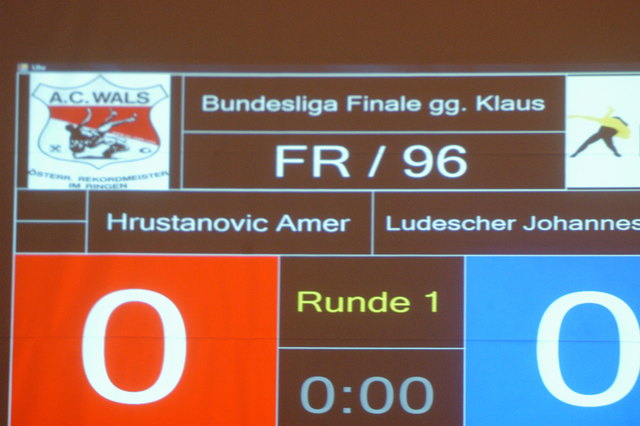 Uhr
A.C. WALS
ÖSTERR. REKORDMEISTER
IM RINGEN
Bundesliga Finale gg. Klaus
FR / 96
Hrustanovic Amer
Ludescher Johannes
0
Runde 1
0
0:00